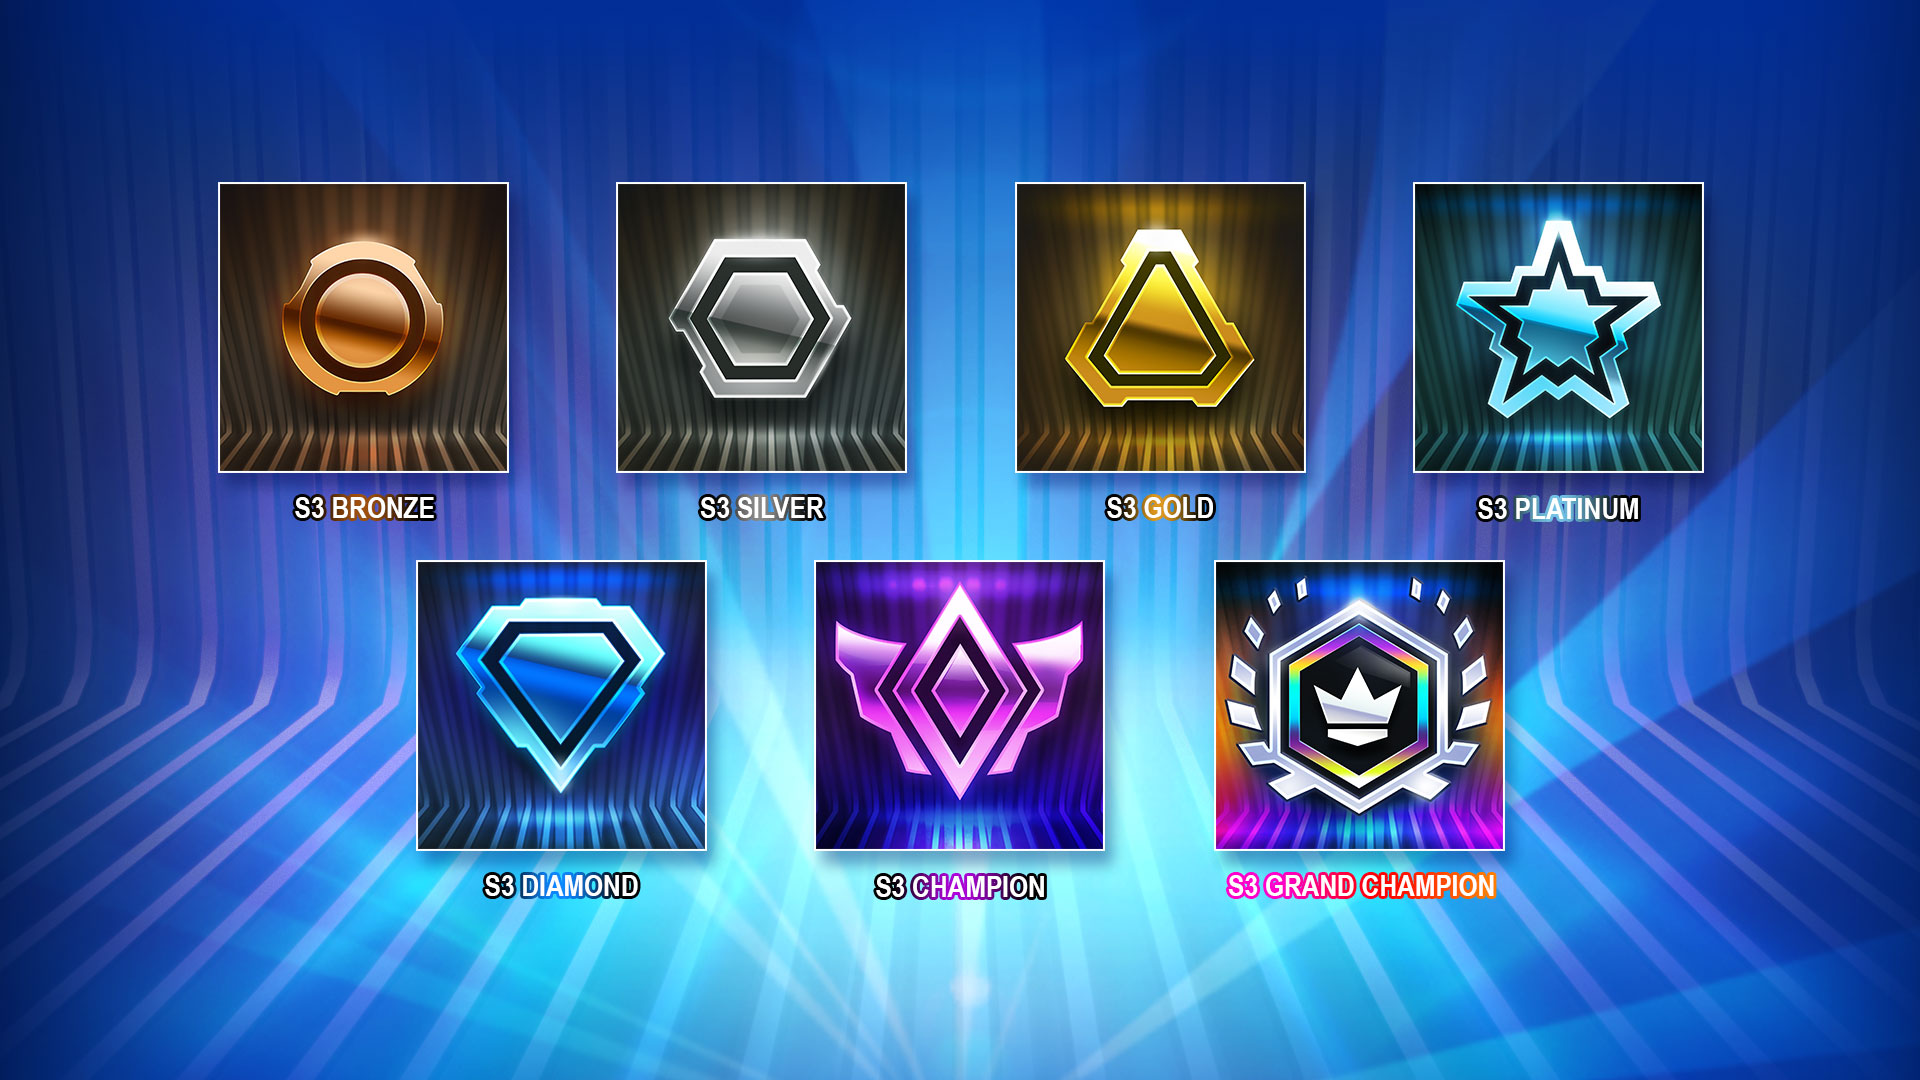 S3 BRONZE
S3 SILVER
S3 GOLD
S3 PLATINUM
S3 DIAMOND
S3 CHAMPION
S3 GRAND CHAMPION